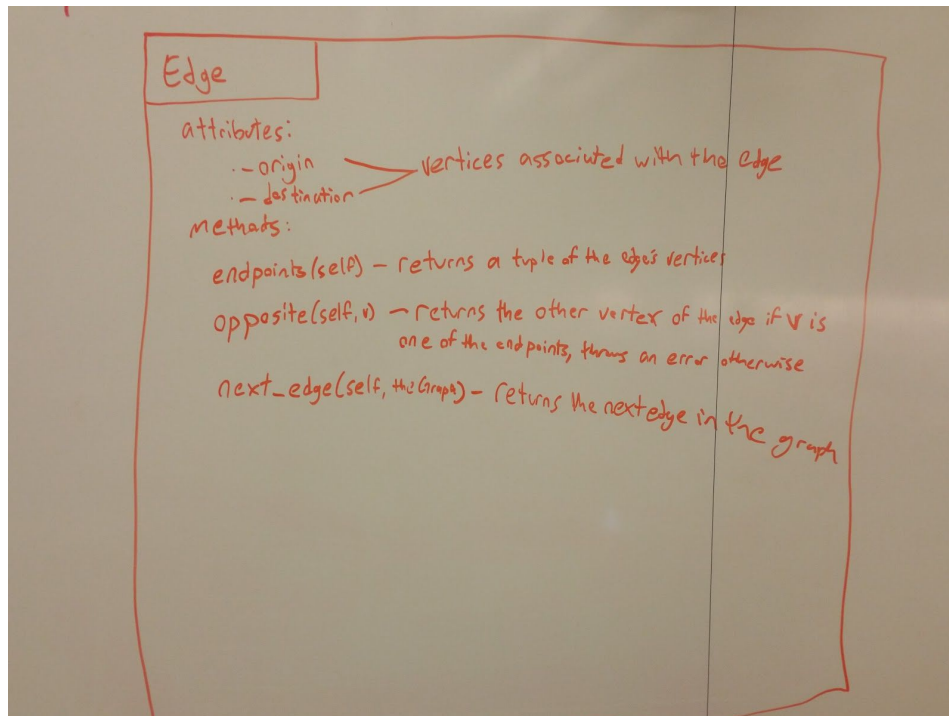 Edge
attributes:
- origin
- destination
vertices associated with the edge
methods:
endpoints(self) - returns a tuple of the edge's vertices
opposite(self, v) - returns the other vertex of the edge if v is
one of the endpoints, throws an error otherwise
next_edge(self, theGraph) - returns the next edge in the graph